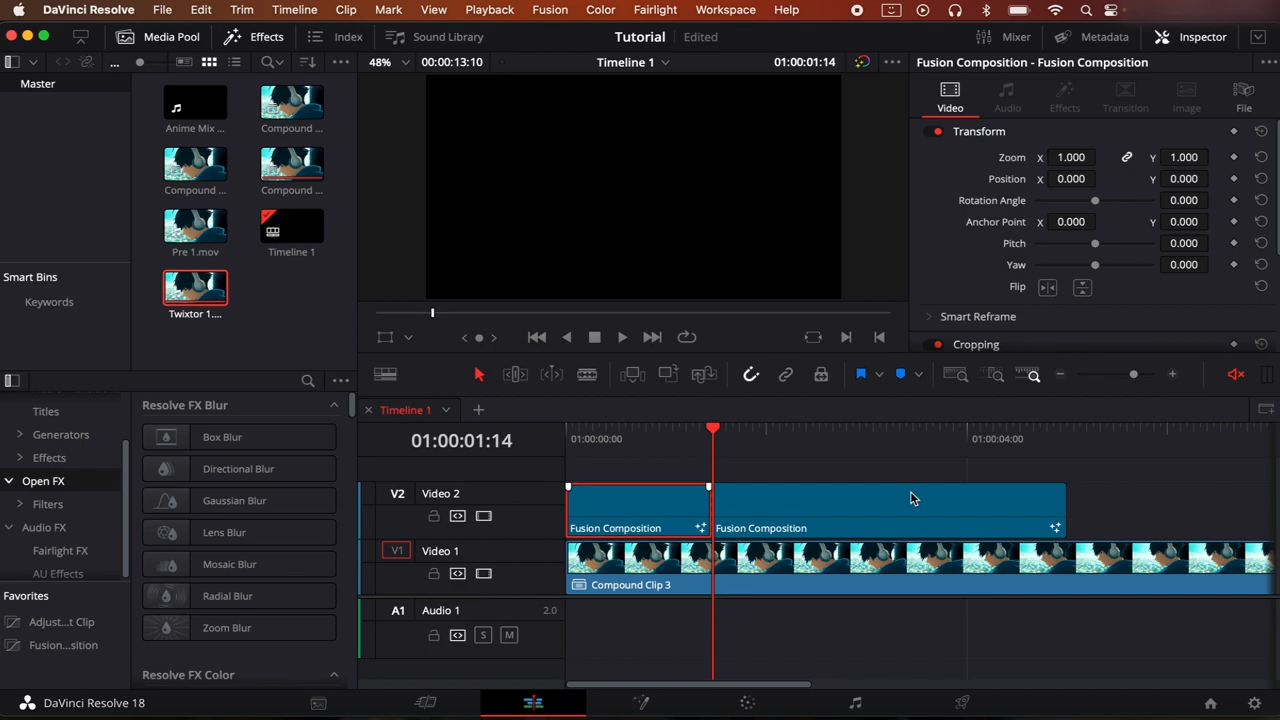 DaVinci Resolve File Edit Trim Timeline Clip Mark View Playback Fusion Color Fairlight Workspace Help
Media Pool Effects Index Sound Library Tutorial Edited Mixer Metadata Inspector
... 48% 00:00:13:10 Timeline 1 01:00:01:14 ... Fusion Composition - Fusion Composition ...
Master
Anime Mix ...
Compound ...
Video Audio Effects Transition Image File
Transform
Zoom X 1.000 Y 1.000
Compound ...
Compound ...
Position X 0.000 Y 0.000
Rotation Angle 0.000
Anchor Point X 0.000 Y 0.000
Pre 1.mov
Timeline 1
Pitch 0.000
Yaw 0.000
Smart Bins
Flip
Keywords
Twixtor 1....
Smart Reframe
Cropping
Titles
Generators
Effects
Open FX
Filters
Audio FX
Fairlight FX
AU Effects
Favorites
Adjust...t Clip
Fusion...sition
Resolve FX Blur
Box Blur
Directional Blur
Gaussian Blur
Lens Blur
Mosaic Blur
Radial Blur
Zoom Blur
Resolve FX Color
Timeline 1
01:00:01:14 01:00:00:00 01:00:04:00
V2 Video 2
Fusion Composition Fusion Composition
V1 Video 1
Compound Clip 3
A1 Audio 1 2.0
S M
DaVinci Resolve 18